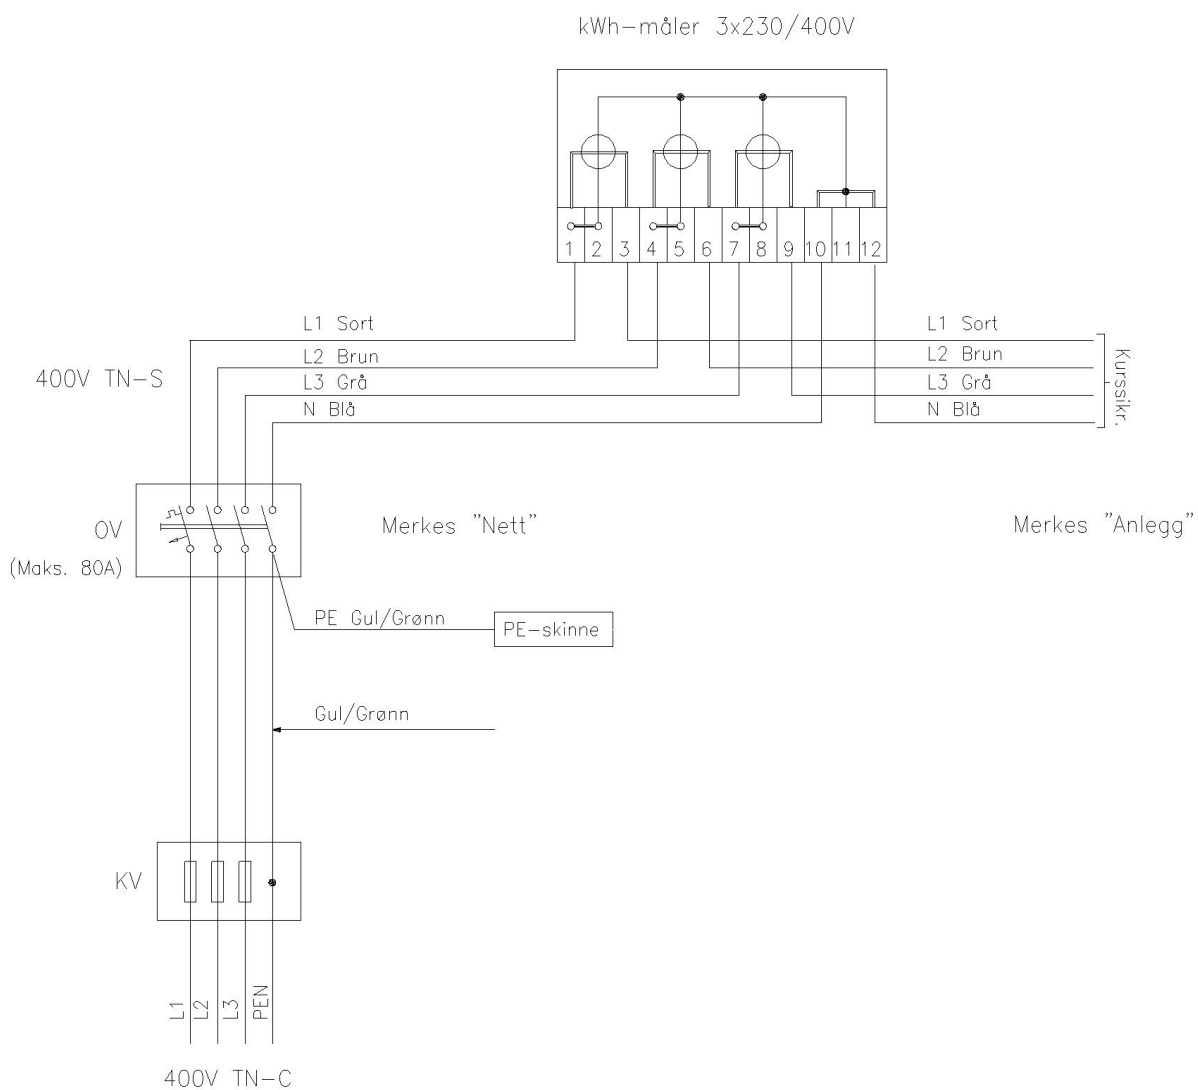 kWh-måler 3x230/400V
1 2 3 4 5 6 7 8 9 10 11 12
L1 Sort
L2 Brun
L3 Grå
N Blå
L1 Sort
L2 Brun
L3 Grå
N Blå
Kurssikr.
400V TN-S
OV
(Maks. 80A)
Merkes "Nett"
Merkes "Anlegg"
PE Gul/Grønn
PE-skinne
Gul/Grønn
KV
L1
L2
L3
PEN
400V TN-C